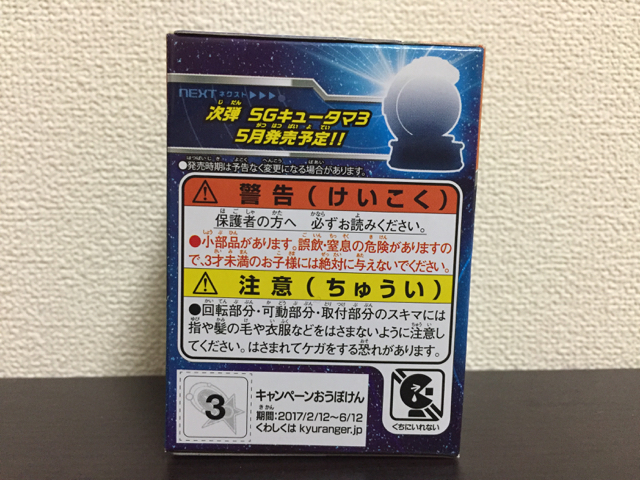 NEXT ネクスト
次弾 SGキュータマ3
5月発売予定!!
●発売時期は予告なく変更になる場合があります。
警告(けいこく)
保護者の方へ 必ずお読みください。
●小部品があります。誤飲・窒息の危険がありますの
で、3才未満のお子様には絶対に与えないでください。
注意(ちゅうい)
●回転部分・可動部分・取付部分のスキマには
指や髪の毛や衣服などをはさまないように注意
してください。はさまれてケガをする恐れがあります。
3
キャンペーンおうぼけん
期間:2017/2/12〜6/12
くわしくは kyuranger.jp
くちにいれない